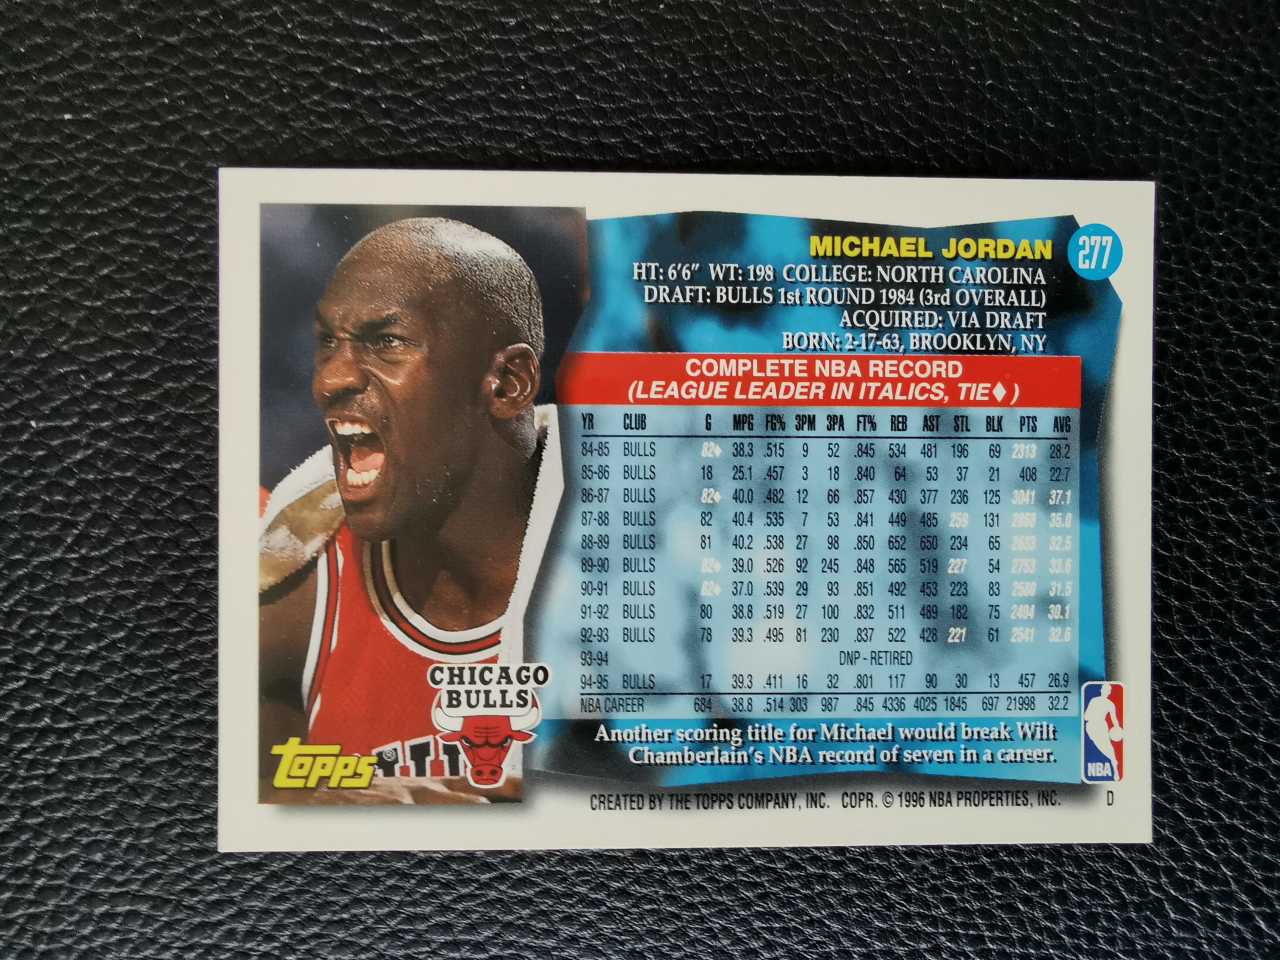 MICHAEL JORDAN
277
HT: 6'6" WT: 198 COLLEGE: NORTH CAROLINA
DRAFT: BULLS 1st ROUND 1984 (3rd OVERALL)
ACQUIRED: VIA DRAFT
BORN: 2-17-63, BROOKLYN, NY
COMPLETE NBA RECORD
(LEAGUE LEADER IN ITALICS, TIE♦)
YR CLUB G MPG FG% 3PM 3PA FT% REB AST STL BLK PTS AVG
84-85 BULLS 82♦ 38.3 .515 9 52 .845 534 481 196 69 2313 28.2
85-86 BULLS 18 25.1 .457 3 18 .840 64 53 37 21 408 22.7
86-87 BULLS 82♦ 40.0 .482 12 66 .857 430 377 236 125 3041 37.1
87-88 BULLS 82 40.4 .535 7 53 .841 449 485 259 131 2868 35.0
88-89 BULLS 81 40.2 .538 27 98 .850 652 650 234 65 2633 32.5
89-90 BULLS 82♦ 39.0 .526 92 245 .848 565 519 227 54 2753 33.6
90-91 BULLS 82♦ 37.0 .539 29 93 .851 492 453 223 83 2580 31.5
91-92 BULLS 80 38.8 .519 27 100 .832 511 489 182 75 2404 30.1
92-93 BULLS 78 39.3 .495 81 230 .837 522 428 221 61 2541 32.6
93-94 DNP - RETIRED
94-95 BULLS 17 39.3 .411 16 32 .801 117 90 30 13 457 26.9
NBA CAREER 684 38.8 .514 303 987 .845 4336 4025 1845 697 21998 32.2
Another scoring title for Michael would break Wilt
Chamberlain's NBA record of seven in a career.
CHICAGO
BULLS
Topps®
NBA
CREATED BY THE TOPPS COMPANY, INC. COPR. © 1996 NBA PROPERTIES, INC.
D